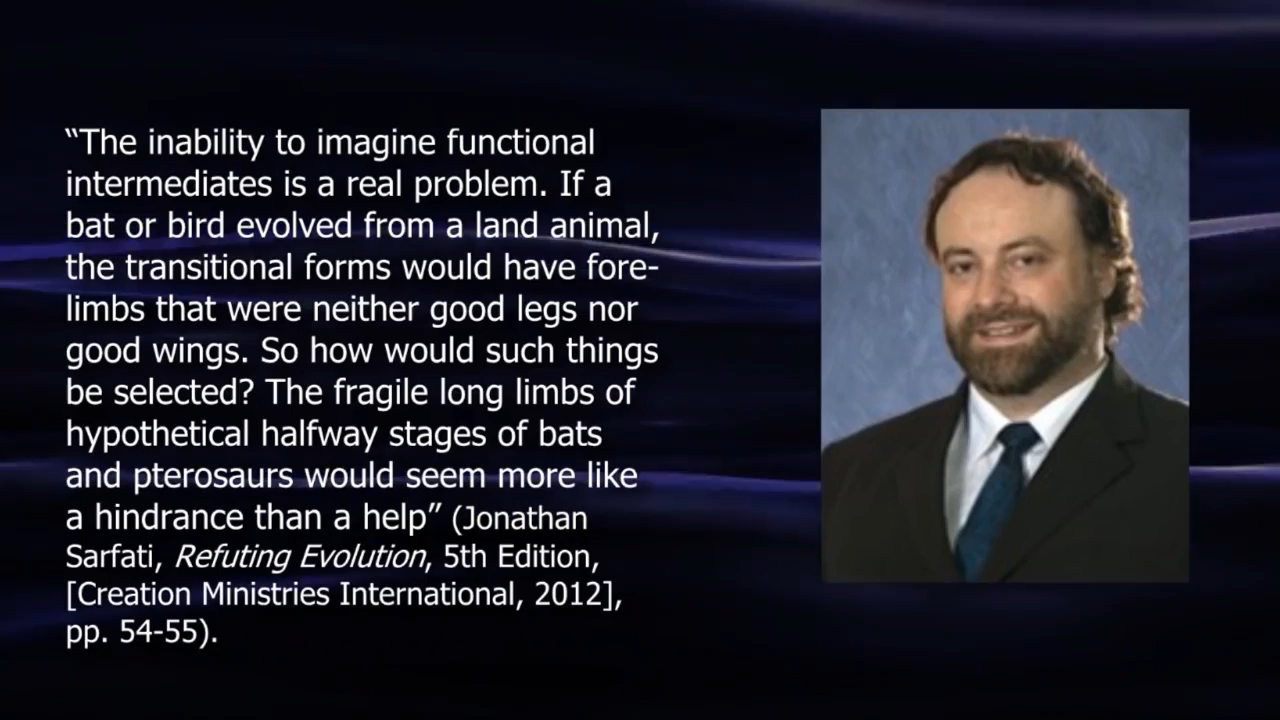 “The inability to imagine functional
intermediates is a real problem. If a
bat or bird evolved from a land animal,
the transitional forms would have fore-
limbs that were neither good legs nor
good wings. So how would such things
be selected? The fragile long limbs of
hypothetical halfway stages of bats
and pterosaurs would seem more like
a hindrance than a help” (Jonathan
Sarfati, Refuting Evolution, 5th Edition,
[Creation Ministries International, 2012],
pp. 54-55).